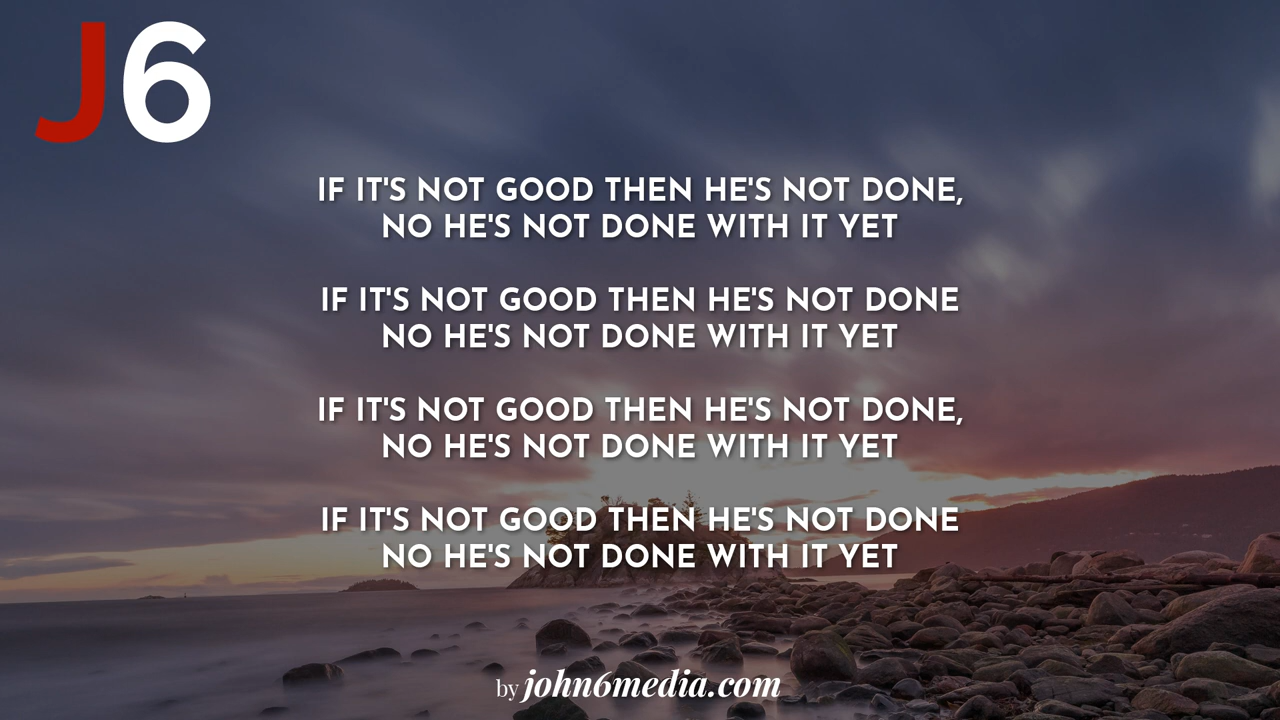 J6
IF IT'S NOT GOOD THEN HE'S NOT DONE,
NO HE'S NOT DONE WITH IT YET
IF IT'S NOT GOOD THEN HE'S NOT DONE
NO HE'S NOT DONE WITH IT YET
IF IT'S NOT GOOD THEN HE'S NOT DONE,
NO HE'S NOT DONE WITH IT YET
IF IT'S NOT GOOD THEN HE'S NOT DONE
NO HE'S NOT DONE WITH IT YET
by john6media.com